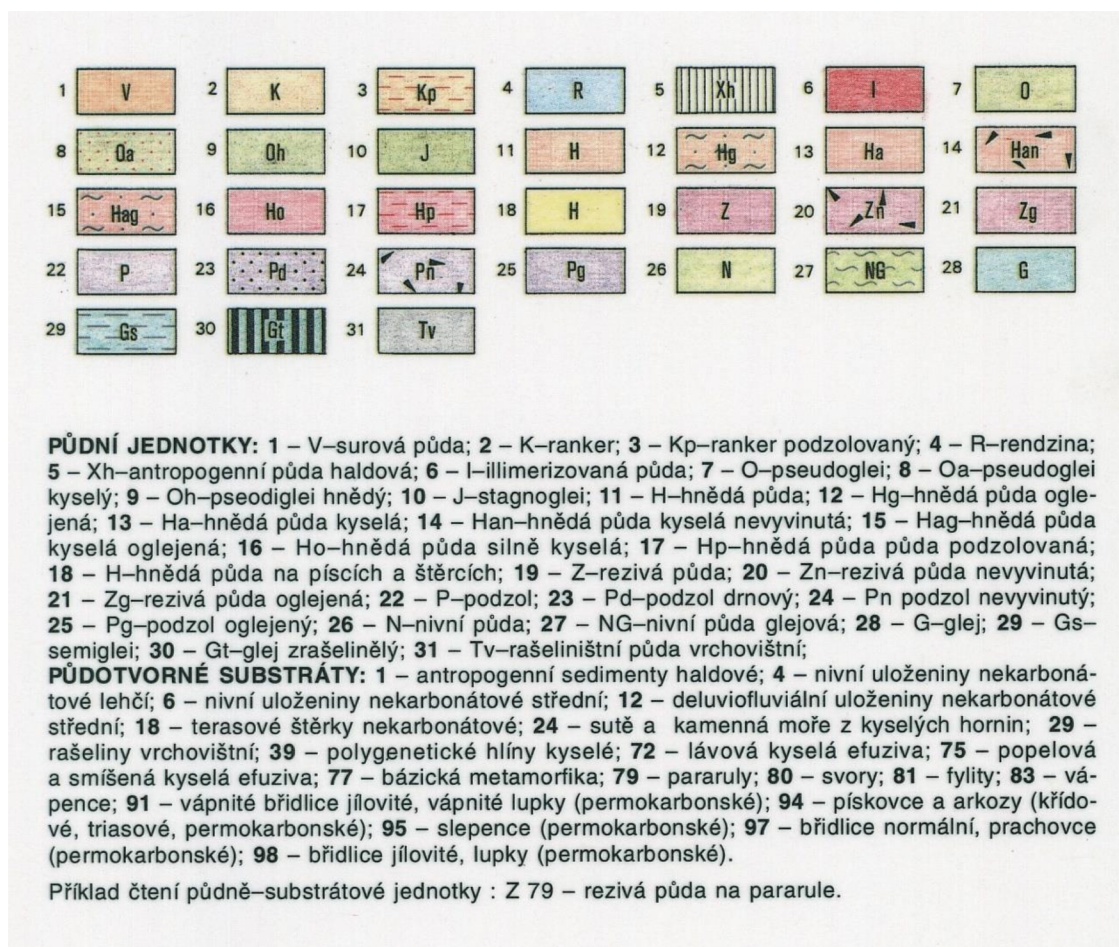 1 V 2 K 3 Kp 4 R 5 Xh 6 I 7 O
8 Oa 9 Oh 10 J 11 H 12 Hg 13 Ha 14 Han
15 Hag 16 Ho 17 Hp 18 H 19 Z 20 Zn 21 Zg
22 P 23 Pd 24 Pn 25 Pg 26 N 27 NG 28 G
29 Gs 30 Gt 31 Tv
PŮDNÍ JEDNOTKY: 1 – V–surová půda; 2 – K–ranker; 3 – Kp–ranker podzolovaný; 4 – R–rendzina;
5 – Xh–antropogenní půda haldová; 6 – I–illimerizovaná půda; 7 – O–pseudoglei; 8 – Oa–pseudoglei
kyselý; 9 – Oh–pseodiglei hnědý; 10 – J–stagnoglei; 11 – H–hnědá půda; 12 – Hg–hnědá půda ogle-
jená; 13 – Ha–hnědá půda kyselá; 14 – Han–hnědá půda kyselá nevyvinutá; 15 – Hag–hnědá půda
kyselá oglejená; 16 – Ho–hnědá půda silně kyselá; 17 – Hp–hnědá půda půda podzolovaná;
18 – H–hnědá půda na píscích a štěrcích; 19 – Z–rezivá půda; 20 – Zn–rezivá půda nevyvinutá;
21 – Zg–rezivá půda oglejená; 22 – P–podzol; 23 – Pd–podzol drnový; 24 – Pn podzol nevyvinutý;
25 – Pg–podzol oglejený; 26 – N–nivní půda; 27 – NG–nivní půda glejová; 28 – G–glej; 29 – Gs–
semiglei; 30 – Gt–glej zrašelinělý; 31 – Tv–rašeliništní půda vrchovištní;
PŮDOTVORNÉ SUBSTRÁTY: 1 – antropogenní sedimenty haldové; 4 – nivní uloženiny nekarboná-
tové lehčí; 6 – nivní uloženiny nekarbonátové střední; 12 – deluviofluviální uloženiny nekarbonátové
střední; 18 – terasové štěrky nekarbonátové; 24 – sutě a kamenná moře z kyselých hornin; 29 –
rašeliny vrchovištní; 39 – polygenetické hlíny kyselé; 72 – lávová kyselá efuziva; 75 – popelová
a smíšená kyselá efuziva; 77 – bázická metamorfika; 79 – pararuly; 80 – svory; 81 – fylity; 83 – vá-
pence; 91 – vápnité břidlice jílovité, vápnité lupky (permokarbonské); 94 – pískovce a arkozy (křído-
vé, triasové, permokarbonské); 95 – slepence (permokarbonské); 97 – břidlice normální, prachovce
(permokarbonské); 98 – břidlice jílovité, lupky (permokarbonské).
Příklad čtení půdně–substrátové jednotky : Z 79 – rezivá půda na pararule.